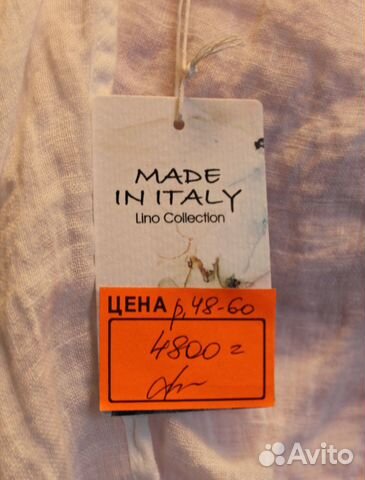 MADE
IN ITALY
Lino Collection
ЦЕНА р. 48-60
4800=
Avito